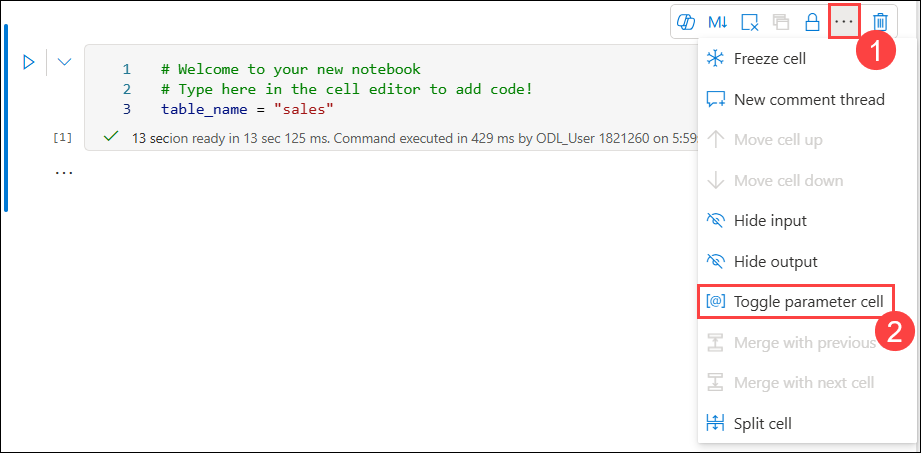 M↓
...
1
Freeze cell
1 # Welcome to your new notebook
2 # Type here in the cell editor to add code!
3 table_name = "sales"
New comment thread
[1]
13 secion ready in 13 sec 125 ms. Command executed in 429 ms by ODL_User 1821260 on 5:59
Move cell up
...
Move cell down
Hide input
Hide output
[@] Toggle parameter cell
2
Merge with previous
Merge with next cell
Split cell